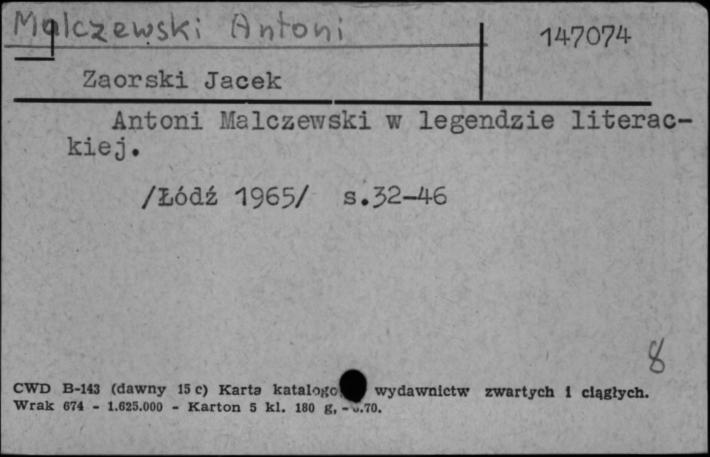 Malczewski Antoni
147074
Zaorski Jacek
Antoni Malczewski w legendzie literac-
kiej.
/Łódź 1965/ s.32-46
8
CWD B-143 (dawny 15 c) Karta wydawnictw zwartych i ciągłych.
Wrak 674 - 1.625.000 - Karton 5 kl. 180 g,